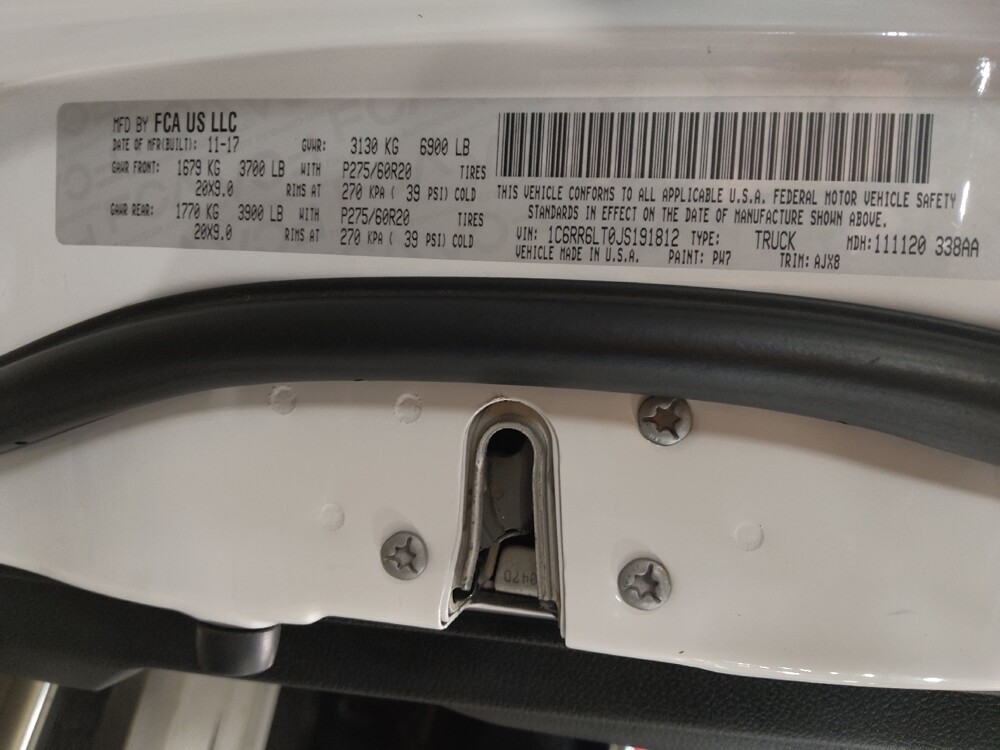 MFD BY FCA US LLC
DATE OF MFR(BUILT): 11-17 GVWR: 3130 KG 6900 LB
GAWR FRONT: 1679 KG 3700 LB WITH P275/60R20 TIRES
20X9.0 RIMS AT 270 KPA ( 39 PSI) COLD
GAWR REAR: 1770 KG 3900 LB WITH P275/60R20 TIRES
20X9.0 RIMS AT 270 KPA ( 39 PSI) COLD
THIS VEHICLE CONFORMS TO ALL APPLICABLE U.S.A. FEDERAL MOTOR VEHICLE SAFETY
STANDARDS IN EFFECT ON THE DATE OF MANUFACTURE SHOWN ABOVE.
VIN: 1C6RR6LT0JS191812 TYPE: TRUCK MDH:111120 338AA
VEHICLE MADE IN U.S.A. PAINT: PW7 TRIM: AJX8